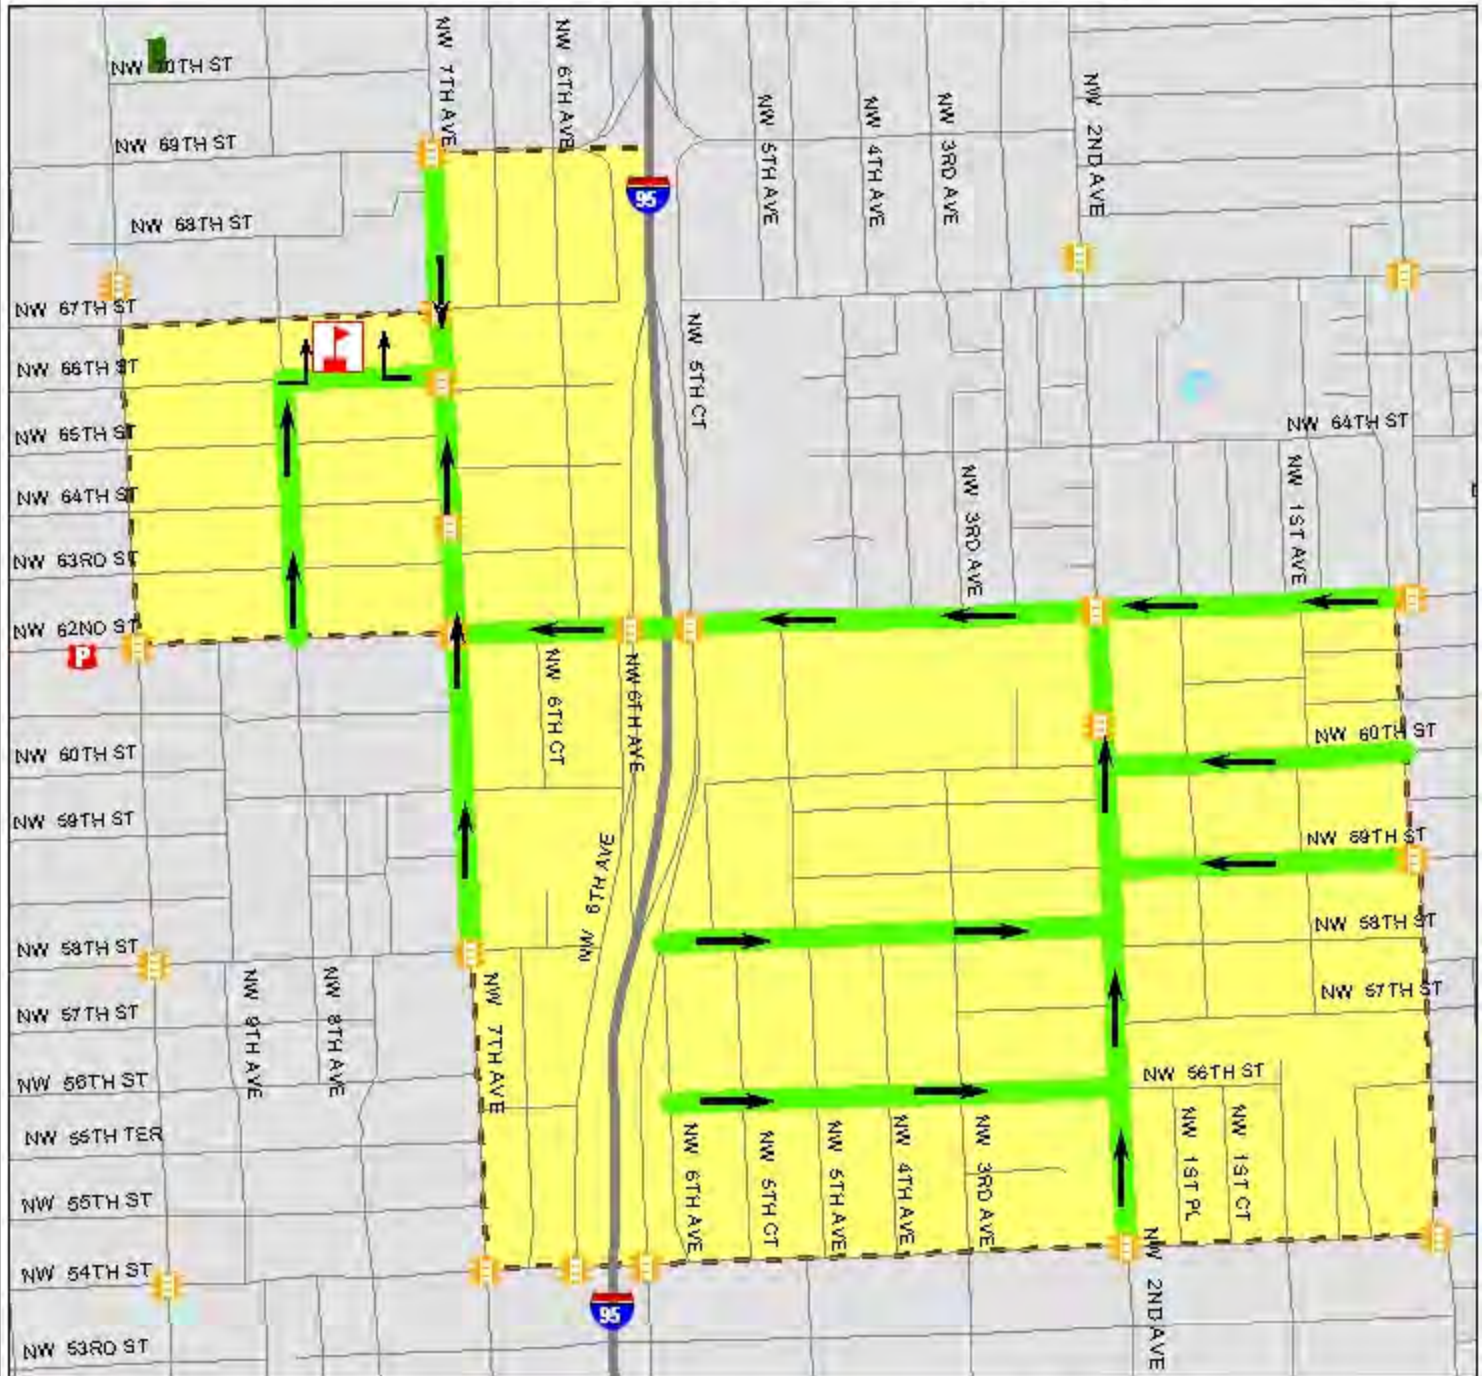 NW 70TH ST
NW 69TH ST
NW 68TH ST
NW 67TH ST
NW 66TH ST
NW 65TH ST
NW 64TH ST
NW 63RD ST
NW 62ND ST
P
NW 60TH ST
NW 59TH ST
NW 58TH ST
NW 57TH ST
NW 56TH ST
NW 55TH TER
NW 55TH ST
NW 54TH ST
NW 53RD ST
NW 7TH AVE
NW 6TH AVE
95
NW 5TH AVE
NW 4TH AVE
NW 3RD AVE
NW 2ND AVE
NW 5TH CT
NW 64TH ST
NW 3RD AVE
NW 1ST AVE
NW 6TH CT
NW 6TH AVE
NW 6TH AVE
NW 60TH ST
NW 59TH ST
NW 58TH ST
NW 57TH ST
NW 56TH ST
NW 9TH AVE
NW 8TH AVE
NW 7TH AVE
NW 6TH AVE
NW 5TH CT
NW 5TH AVE
NW 4TH AVE
NW 3RD AVE
NW 1ST PL
NW 1ST CT
NW 2ND AVE
95